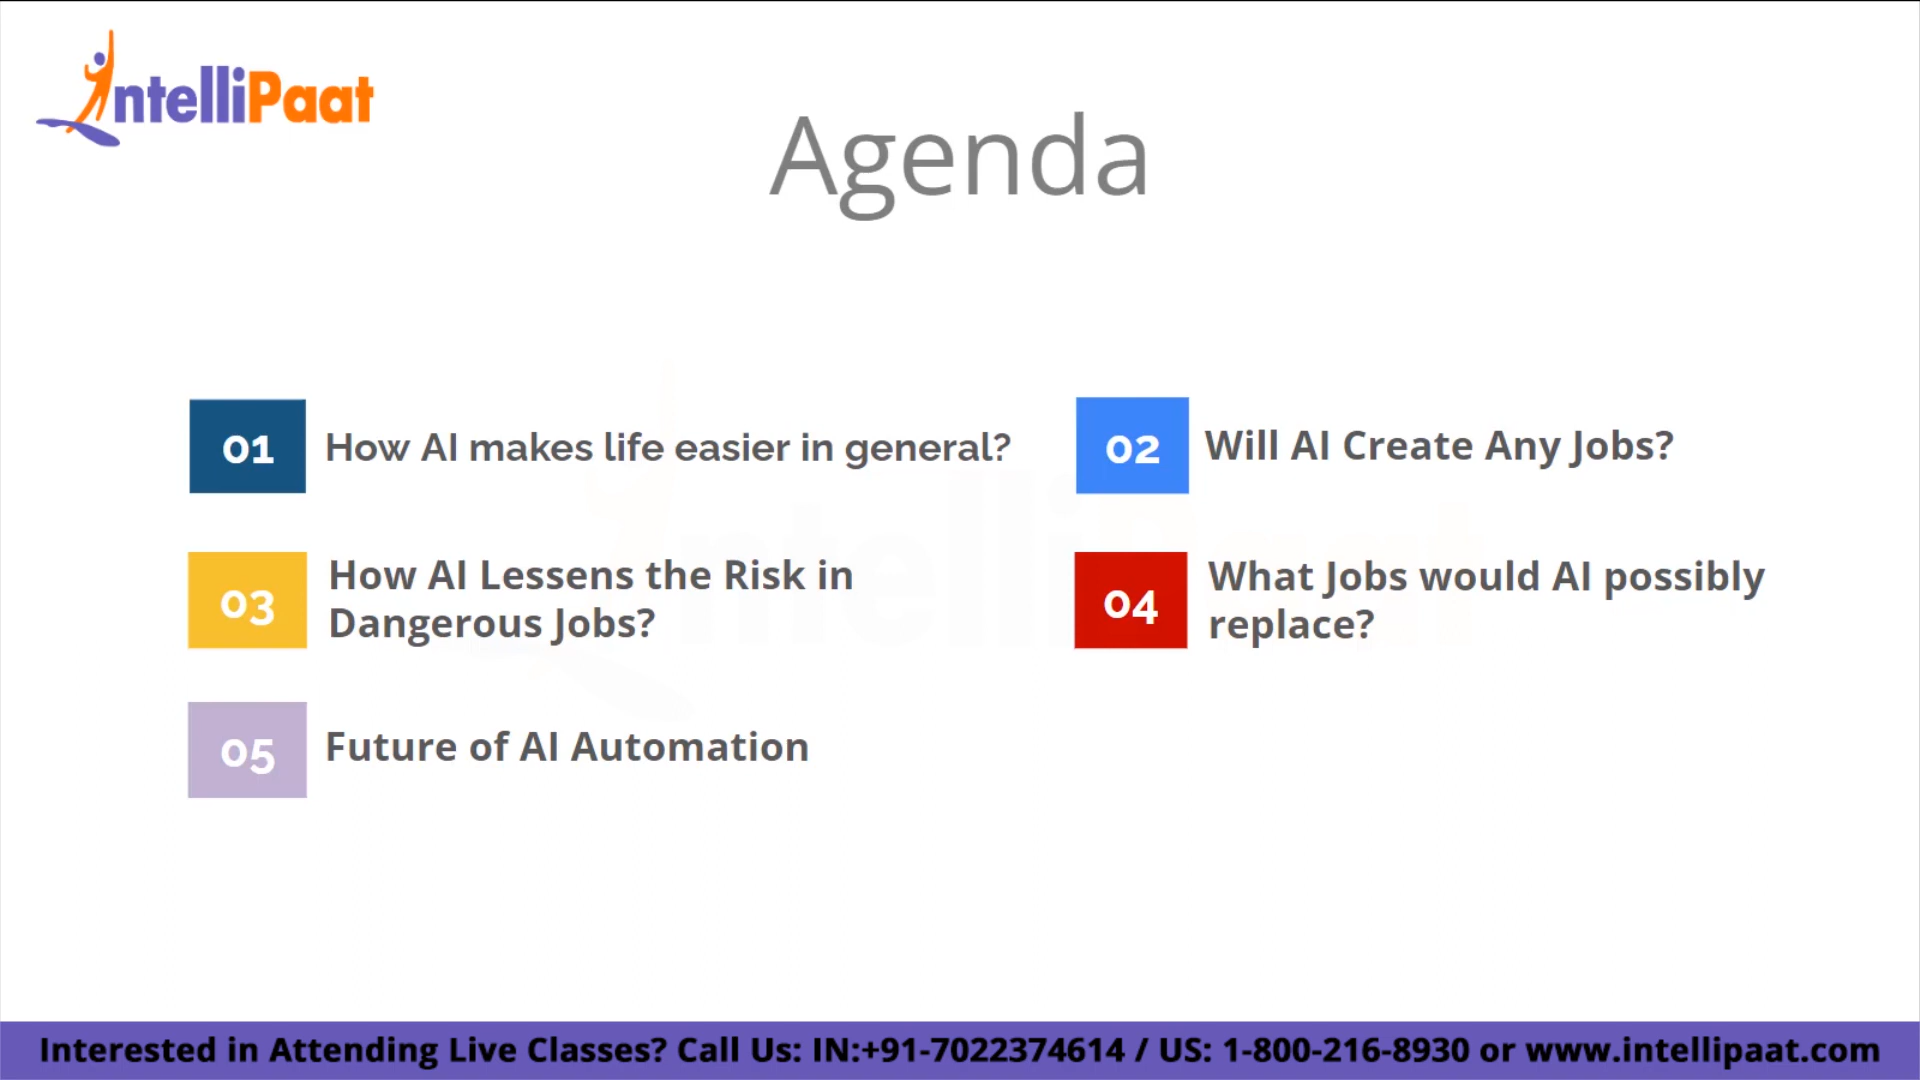 IntelliPaat
Agenda
01 How AI makes life easier in general?
02 Will AI Create Any Jobs?
03 How AI Lessens the Risk in
Dangerous Jobs?
04 What Jobs would AI possibly
replace?
05 Future of AI Automation
Interested in Attending Live Classes? Call Us: IN:+91-7022374614 / US: 1-800-216-8930 or www.intellipaat.com